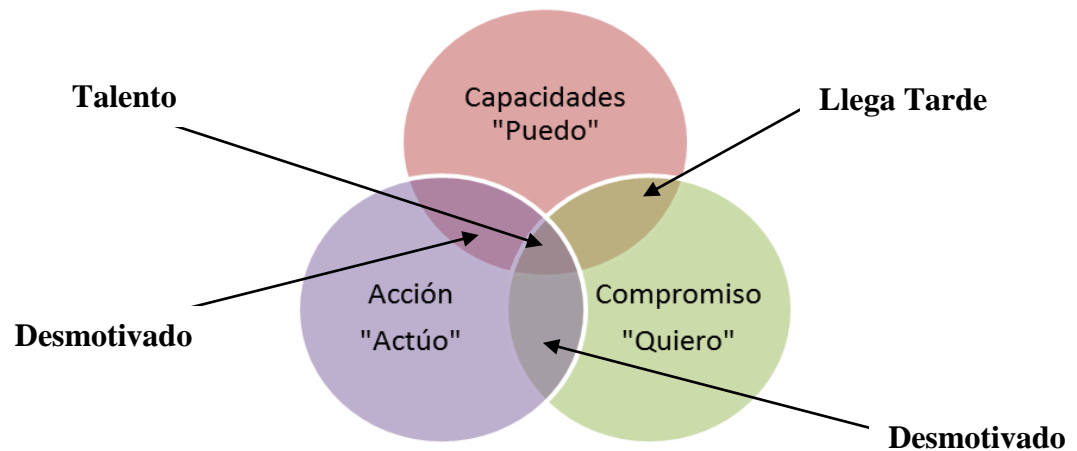 Talento
Capacidades
"Puedo"
Llega Tarde
Acción
"Actúo"
Compromiso
"Quiero"
Desmotivado
Desmotivado